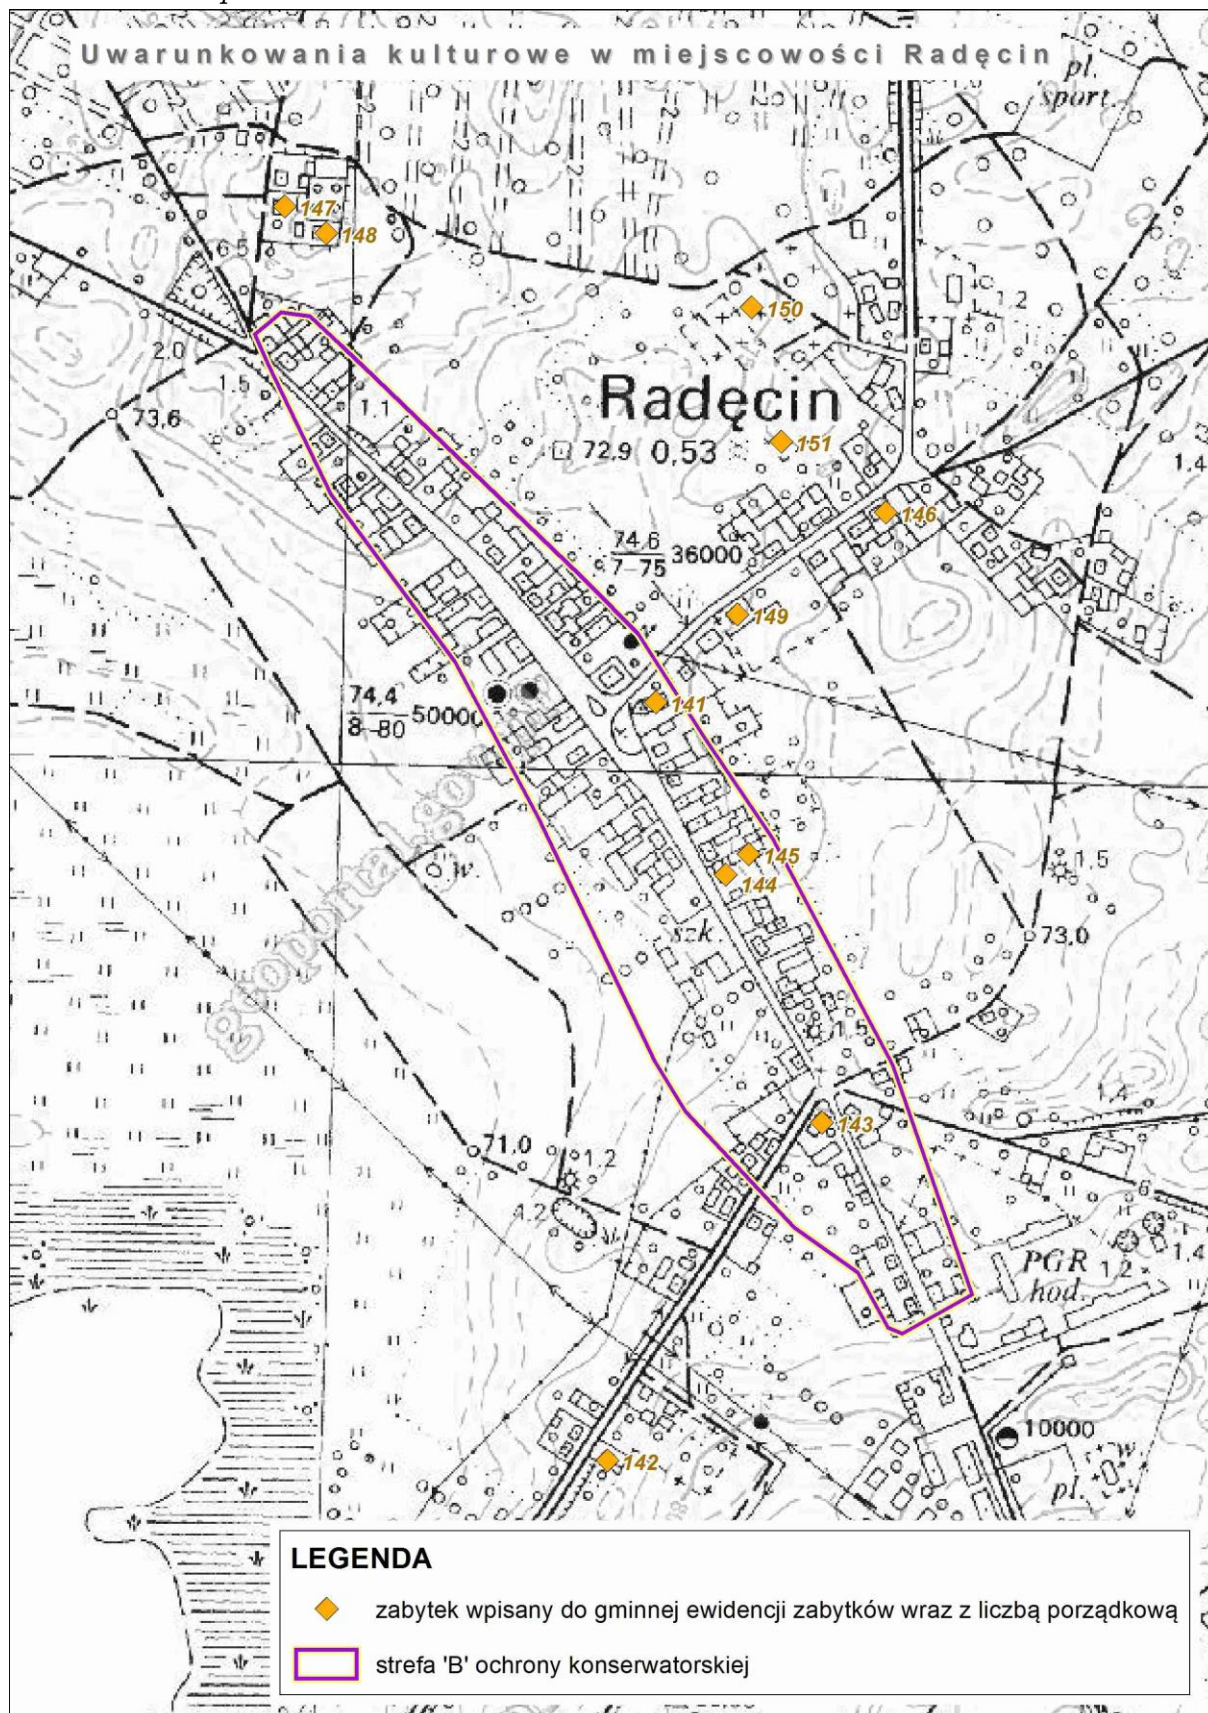 Uwarunkowania kulturowe w miejscowości Radęcin
pl.
sport.
147
148
6,5
1,2
150
2,0
1,5
Radęcin
1,1
73,6
151
72,9 0,53
1,4
146
74,6
7-75 36000
149
141
74,4
8-80 50000
145
1,5
w.
144
szk.
73,0
1,5
1,4
143
71,0
1,2
1,2
6
PGR 1,2
1,4
hod.
10000
w
142
pl.
LEGENDA
zabytek wpisany do gminnej ewidencji zabytków wraz z liczbą porządkową
strefa 'B' ochrony konserwatorskiej